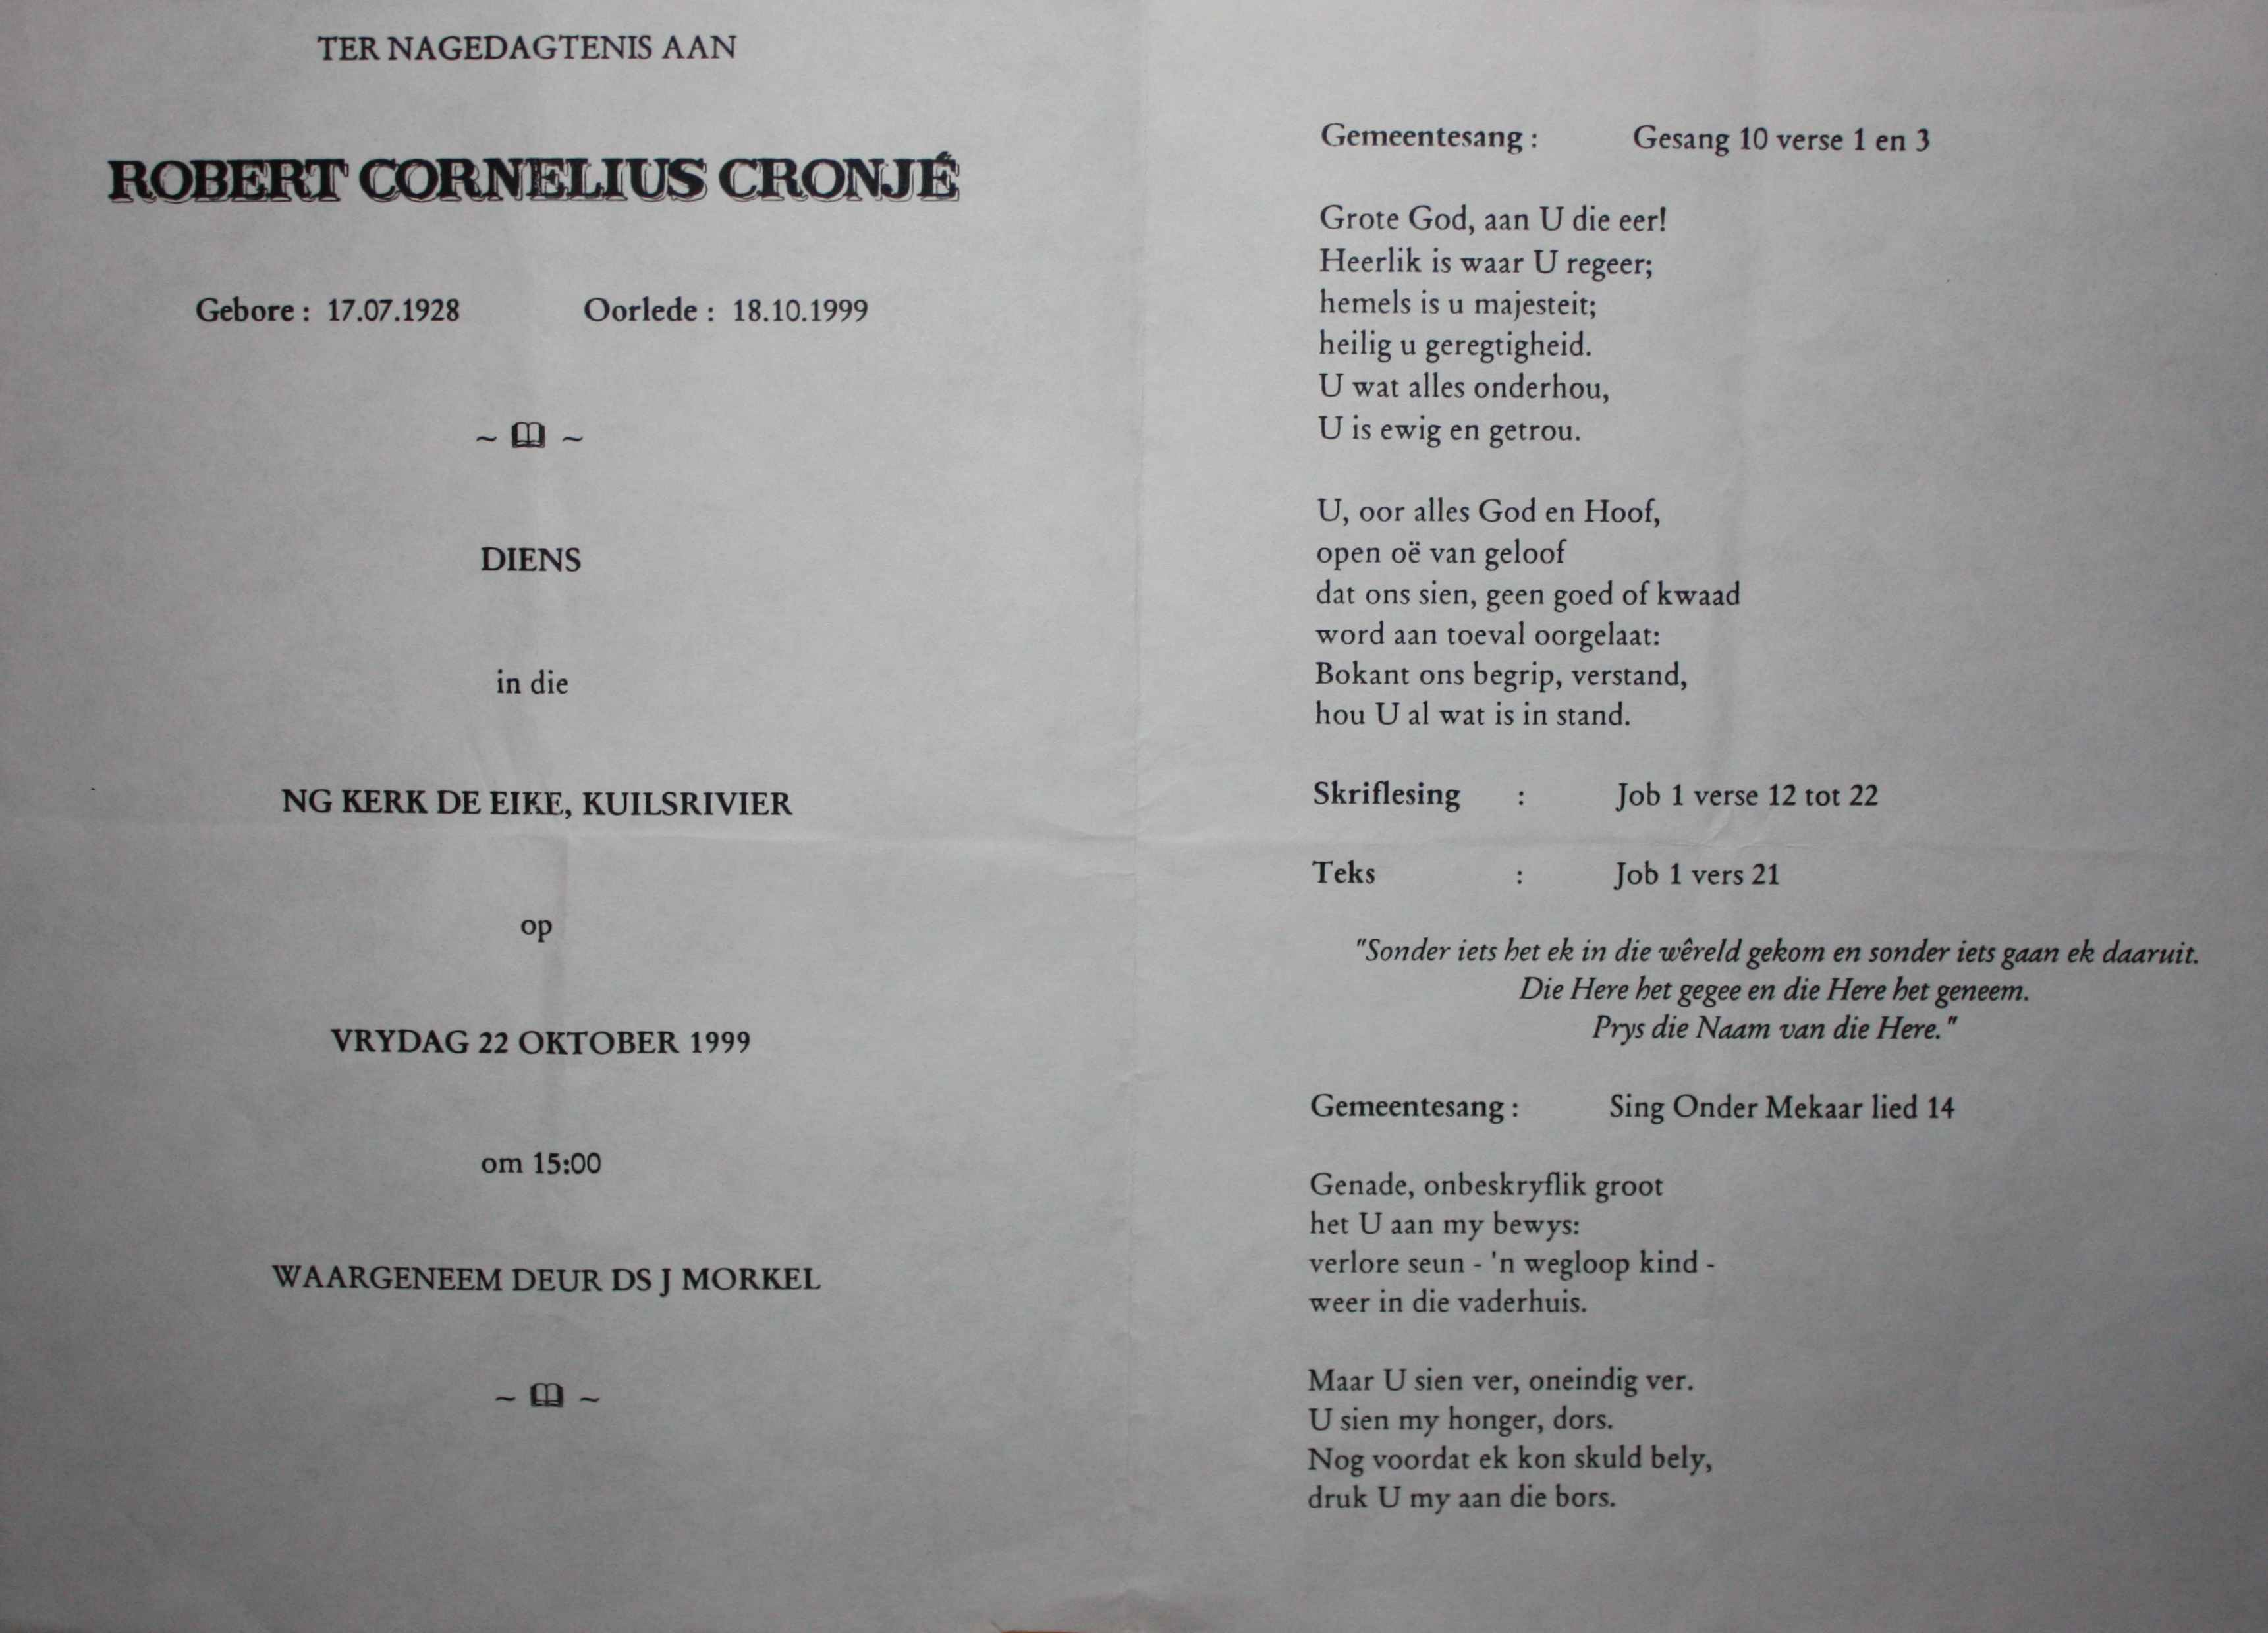 TER NAGEDAGTENIS AAN
ROBERT CORNELIUS CRONJÉ
Gebore : 17.07.1928 Oorlede : 18.10.1999
~ 🕮 ~
DIENS
in die
NG KERK DE EIKE, KUILSRIVIER
op
VRYDAG 22 OKTOBER 1999
om 15:00
WAARGENEEM DEUR DS J MORKEL
~ 🕮 ~
Gemeentesang : Gesang 10 verse 1 en 3
Grote God, aan U die eer!
Heerlik is waar U regeer;
hemels is u majesteit;
heilig u geregtigheid.
U wat alles onderhou,
U is ewig en getrou.
U, oor alles God en Hoof,
open oë van geloof
dat ons sien, geen goed of kwaad
word aan toeval oorgelaat:
Bokant ons begrip, verstand,
hou U al wat is in stand.
Skriflesing : Job 1 verse 12 tot 22
Teks : Job 1 vers 21
"Sonder iets het ek in die wêreld gekom en sonder iets gaan ek daaruit.
Die Here het gegee en die Here het geneem.
Prys die Naam van die Here."
Gemeentesang : Sing Onder Mekaar lied 14
Genade, onbeskryflik groot
het U aan my bewys:
verlore seun - 'n wegloop kind -
weer in die vaderhuis.
Maar U sien ver, oneindig ver.
U sien my honger, dors.
Nog voordat ek kon skuld bely,
druk U my aan die bors.